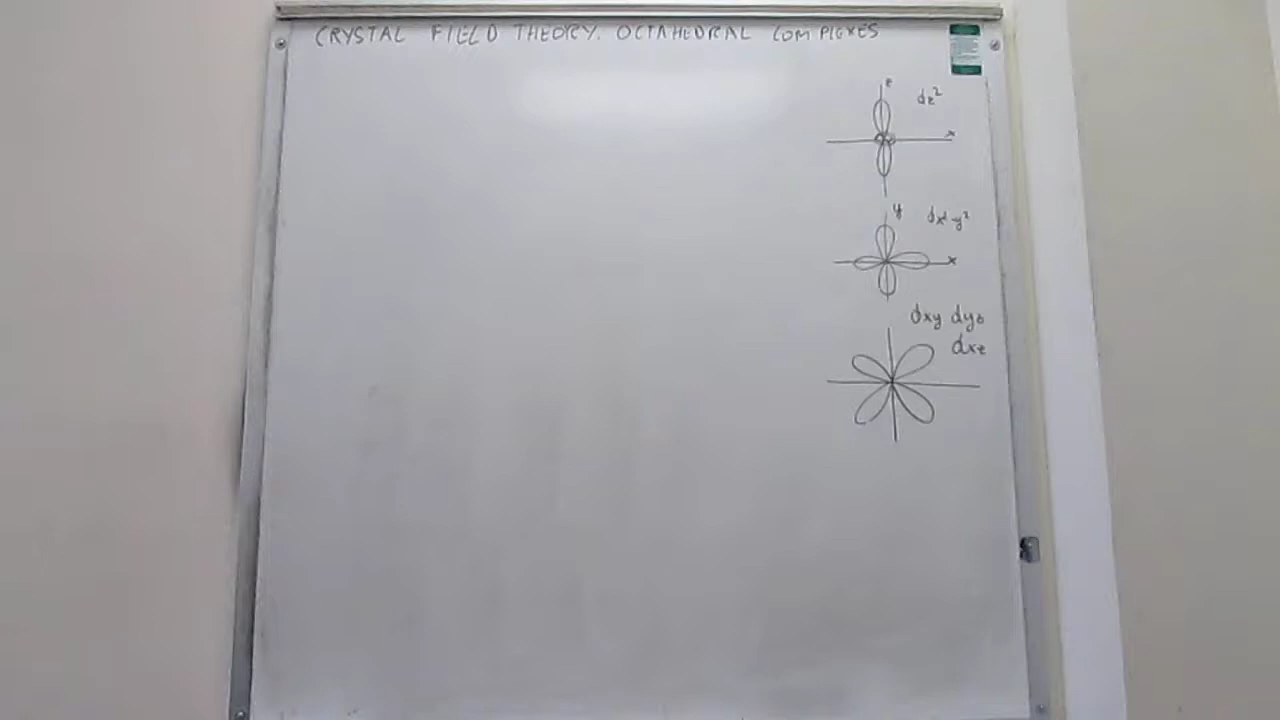 CRYSTAL FIELD THEORY. OCTAHEDRAL COMPLEXES
z
dz²
x
y
dx²-y²
x
dxy dyz
dxz